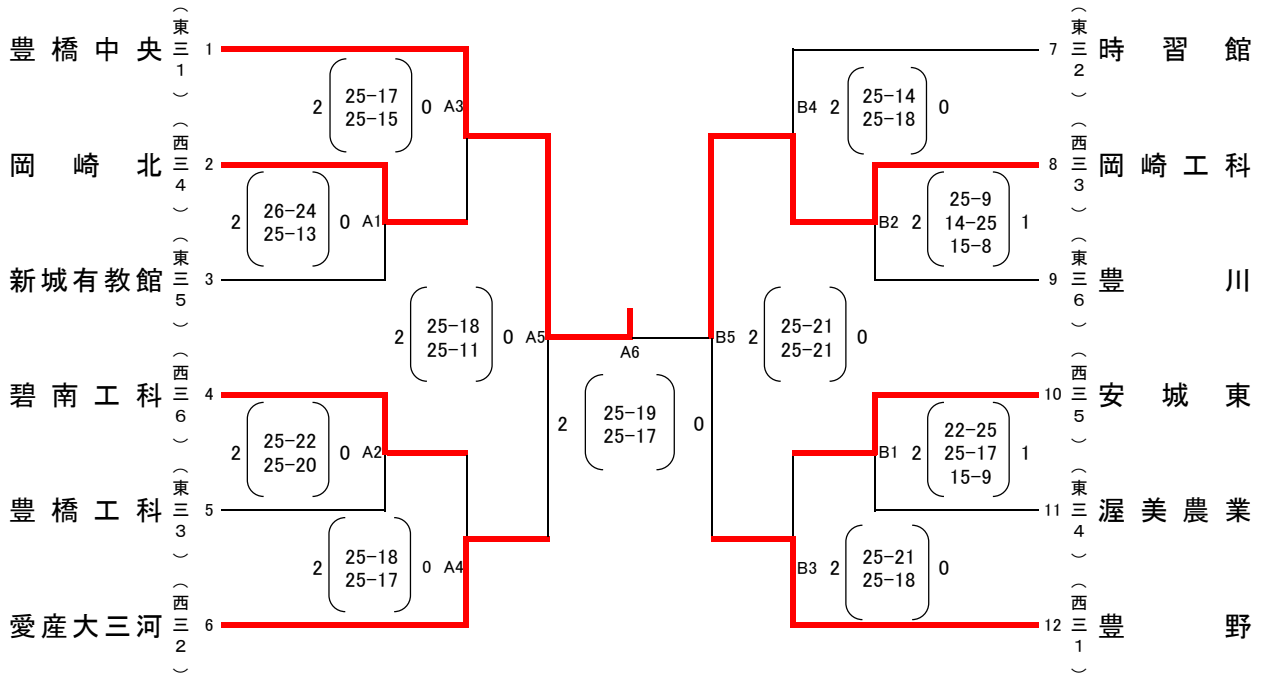 豊橋中央 （東三1） 1
2 25-17 0 A3
25-15
岡崎北 （西三4） 2
2 26-24 0 A1
25-13
新城有教館 （東三5） 3
2 25-18 0 A5
25-11
碧南工科 （西三6） 4
2 25-22 0 A2
25-20
豊橋工科 （東三3） 5
2 25-18 0 A4
25-17
愛産大三河 （西三2） 6
A6
2 25-19 0
25-17
7 （東三2） 時習館
B4 2 25-14 0
25-18
8 （西三3） 岡崎工科
25-9
B2 2 14-25 1
15-8
9 （東三6） 豊川
B5 2 25-21 0
25-21
10 （西三5） 安城東
22-25
B1 2 25-17 1
15-9
11 （東三4） 渥美農業
B3 2 25-21 0
25-18
12 （西三1） 豊野